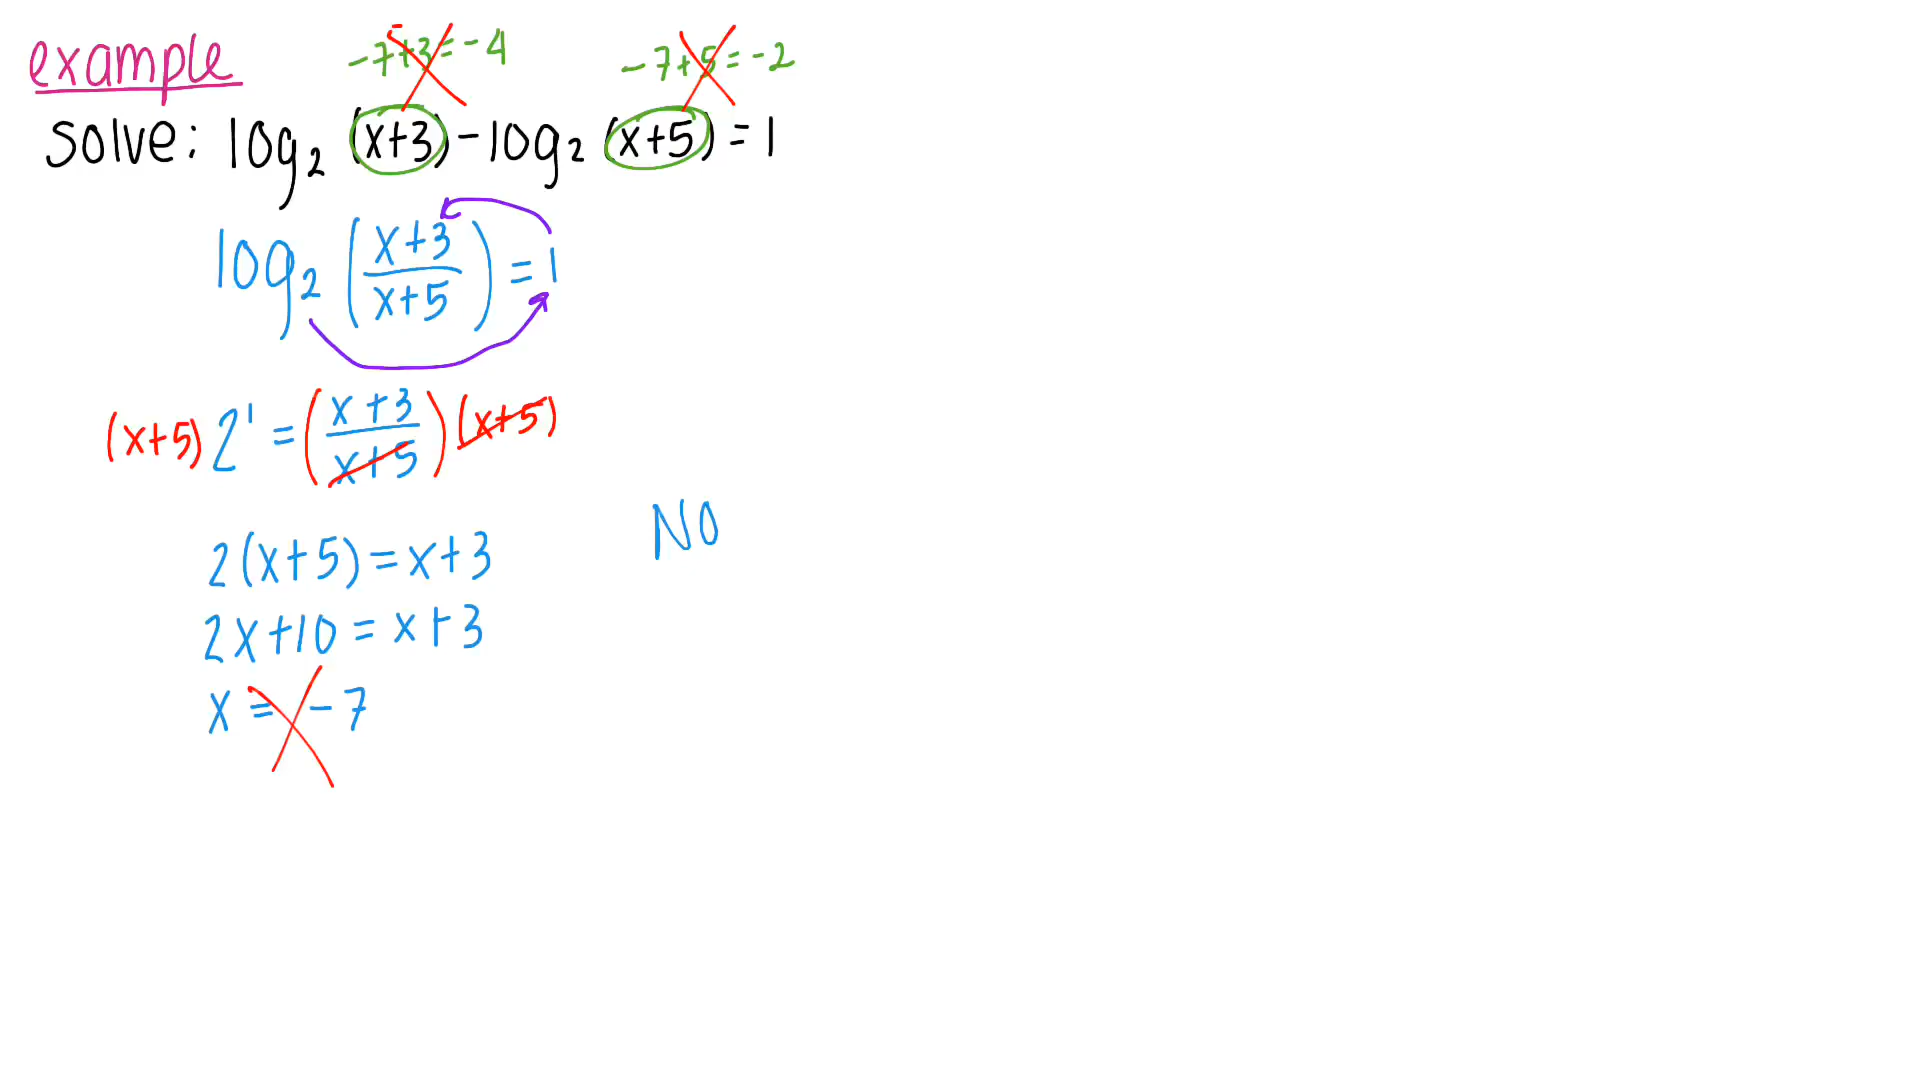 example
-7+3=-4
-7+5=-2
solve: log₂ (x+3) - log₂ (x+5) = 1
log₂ ((x+3)/(x+5)) = 1
(x+5) 2¹ = ((x+3)/(x+5)) (x+5)
2(x+5) = x+3
NO
2x+10 = x+3
x = -7